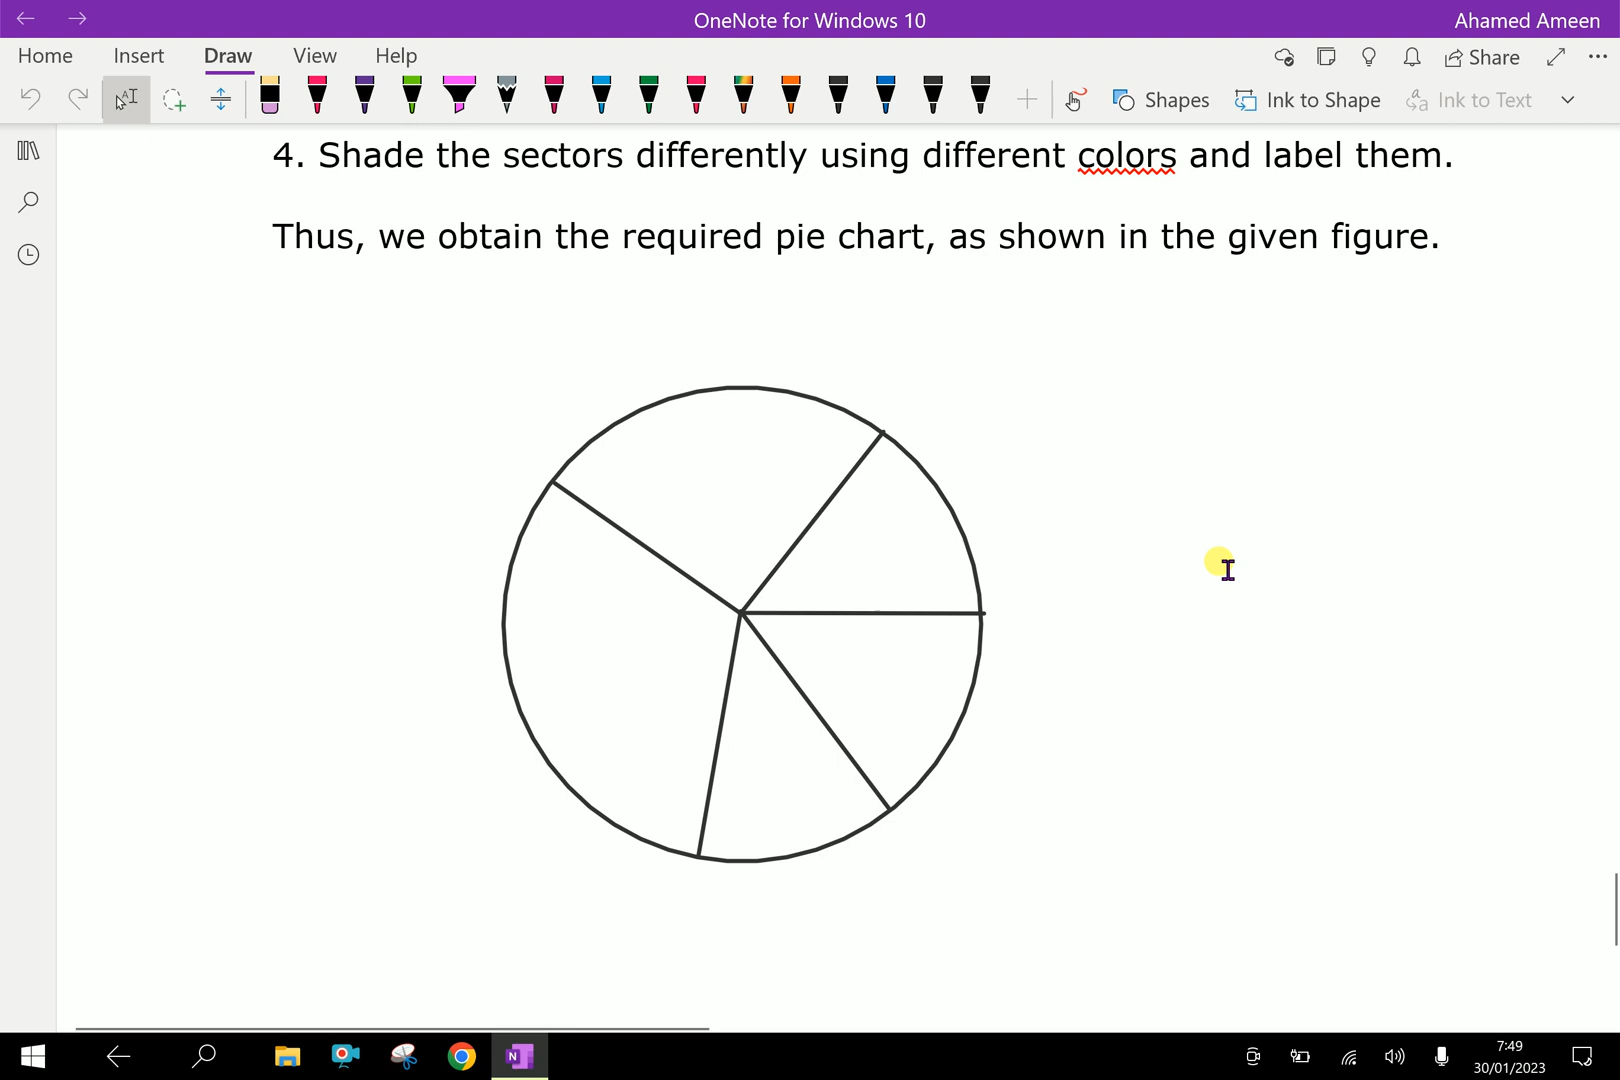 OneNote for Windows 10
Ahamed Ameen
Home Insert Draw View Help
Share
Shapes Ink to Shape Ink to Text
4. Shade the sectors differently using different colors and label them.
Thus, we obtain the required pie chart, as shown in the given figure.
7:49
30/01/2023